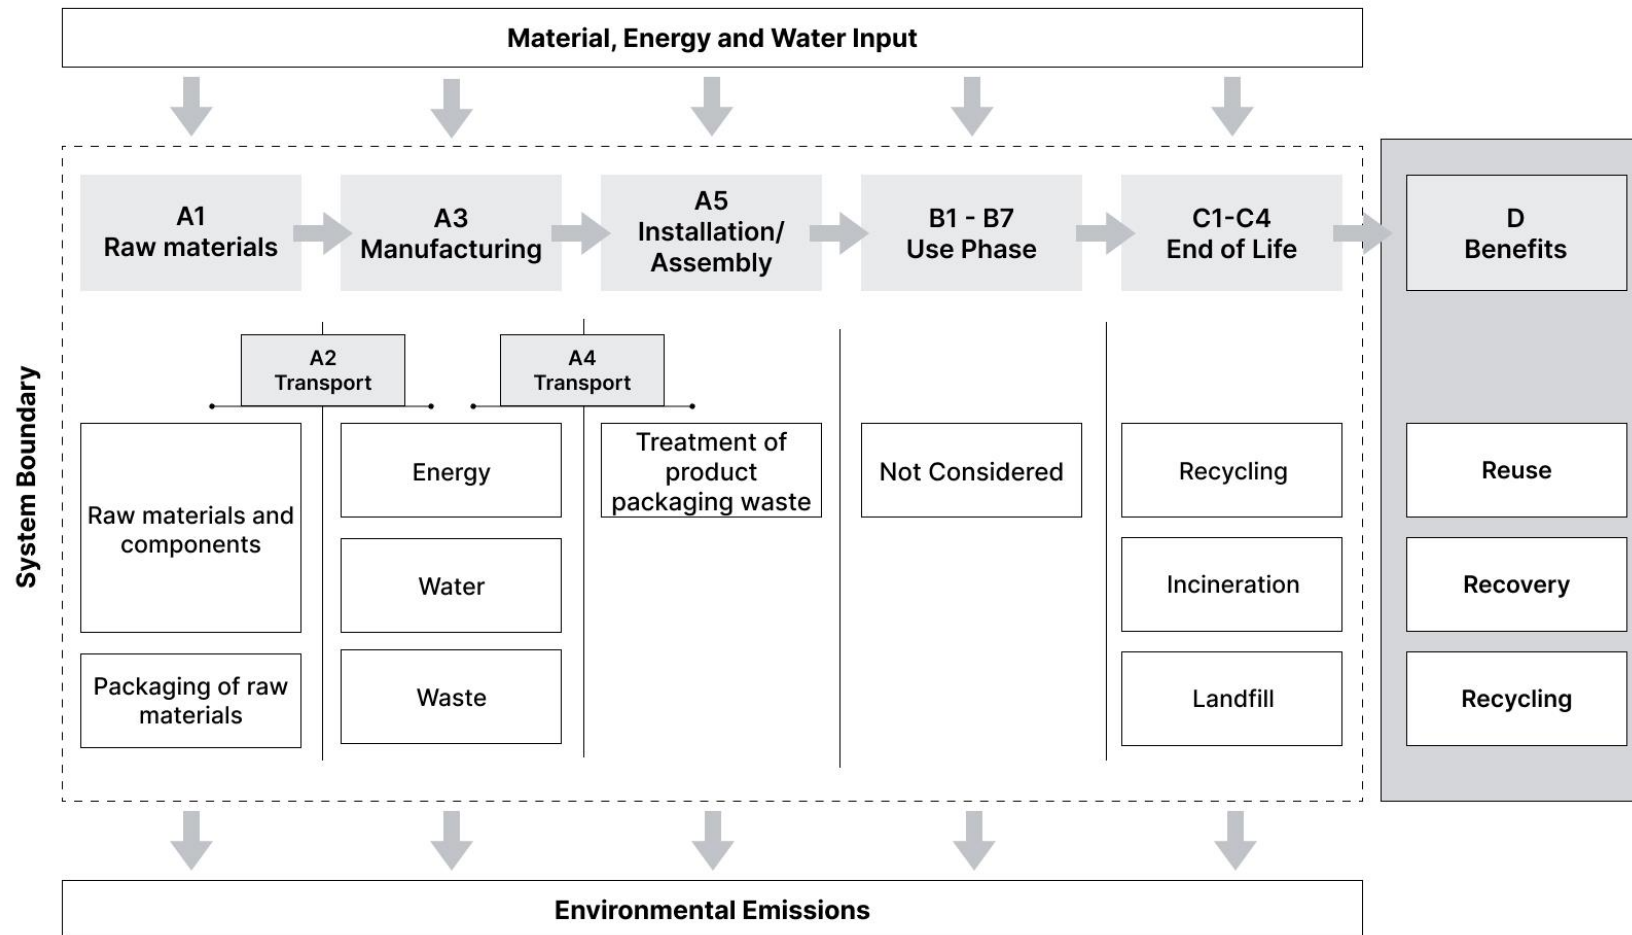 Material, Energy and Water Input
System Boundary
A1
Raw materials
A3
Manufacturing
A5
Installation/
Assembly
B1 - B7
Use Phase
C1-C4
End of Life
D
Benefits
A2
Transport
A4
Transport
Raw materials and
components
Packaging of raw
materials
Energy
Water
Waste
Treatment of
product
packaging waste
Not Considered
Recycling
Incineration
Landfill
Reuse
Recovery
Recycling
Environmental Emissions